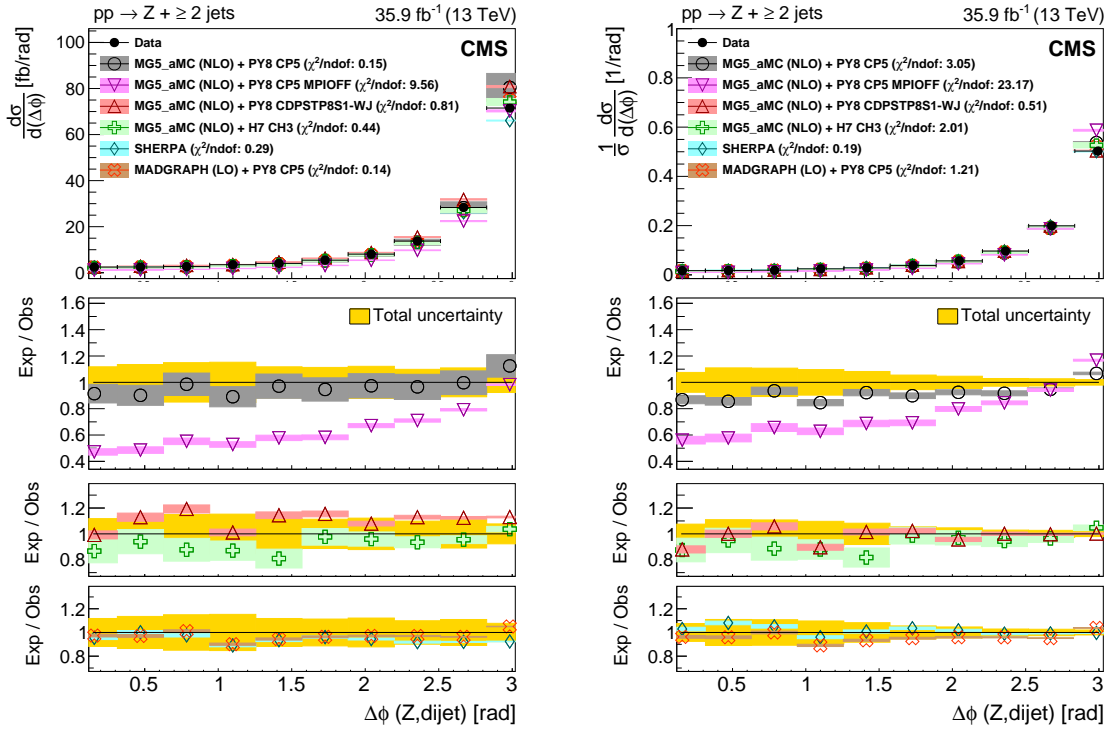 pp → Z + ≥ 2 jets 35.9 fb⁻¹ (13 TeV)
CMS
dσ/d(Δϕ) [fb/rad]
100
80
60
40
20
0
Data
MG5_aMC (NLO) + PY8 CP5 (χ²/ndof: 0.15)
MG5_aMC (NLO) + PY8 CP5 MPIOFF (χ²/ndof: 9.56)
MG5_aMC (NLO) + PY8 CDPSTP8S1-WJ (χ²/ndof: 0.81)
MG5_aMC (NLO) + H7 CH3 (χ²/ndof: 0.44)
SHERPA (χ²/ndof: 0.29)
MADGRAPH (LO) + PY8 CP5 (χ²/ndof: 0.14)
Exp / Obs
1.6
1.4
1.2
1
0.8
0.6
0.4
Total uncertainty
Exp / Obs
1.2
1
0.8
Exp / Obs
1.2
1
0.8
0.5 1 1.5 2 2.5 3
Δϕ (Z,dijet) [rad]
pp → Z + ≥ 2 jets 35.9 fb⁻¹ (13 TeV)
CMS
1/σ dσ/d(Δϕ) [1/rad]
1
0.8
0.6
0.4
0.2
0
Data
MG5_aMC (NLO) + PY8 CP5 (χ²/ndof: 3.05)
MG5_aMC (NLO) + PY8 CP5 MPIOFF (χ²/ndof: 23.17)
MG5_aMC (NLO) + PY8 CDPSTP8S1-WJ (χ²/ndof: 0.51)
MG5_aMC (NLO) + H7 CH3 (χ²/ndof: 2.01)
SHERPA (χ²/ndof: 0.19)
MADGRAPH (LO) + PY8 CP5 (χ²/ndof: 1.21)
Exp / Obs
1.6
1.4
1.2
1
0.8
0.6
0.4
Total uncertainty
Exp / Obs
1.2
1
0.8
Exp / Obs
1.2
1
0.8
0.5 1 1.5 2 2.5 3
Δϕ (Z,dijet) [rad]